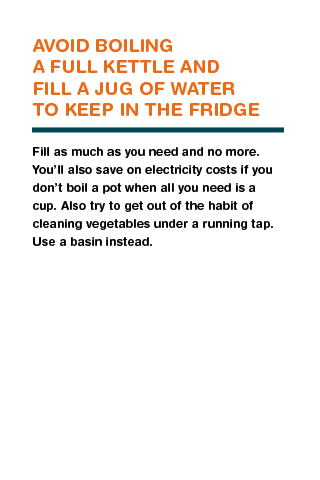 AVOID BOILING
A FULL KETTLE AND
FILL A JUG OF WATER
TO KEEP IN THE FRIDGE
Fill as much as you need and no more.
You’ll also save on electricity costs if you
don’t boil a pot when all you need is a
cup. Also try to get out of the habit of
cleaning vegetables under a running tap.
Use a basin instead.